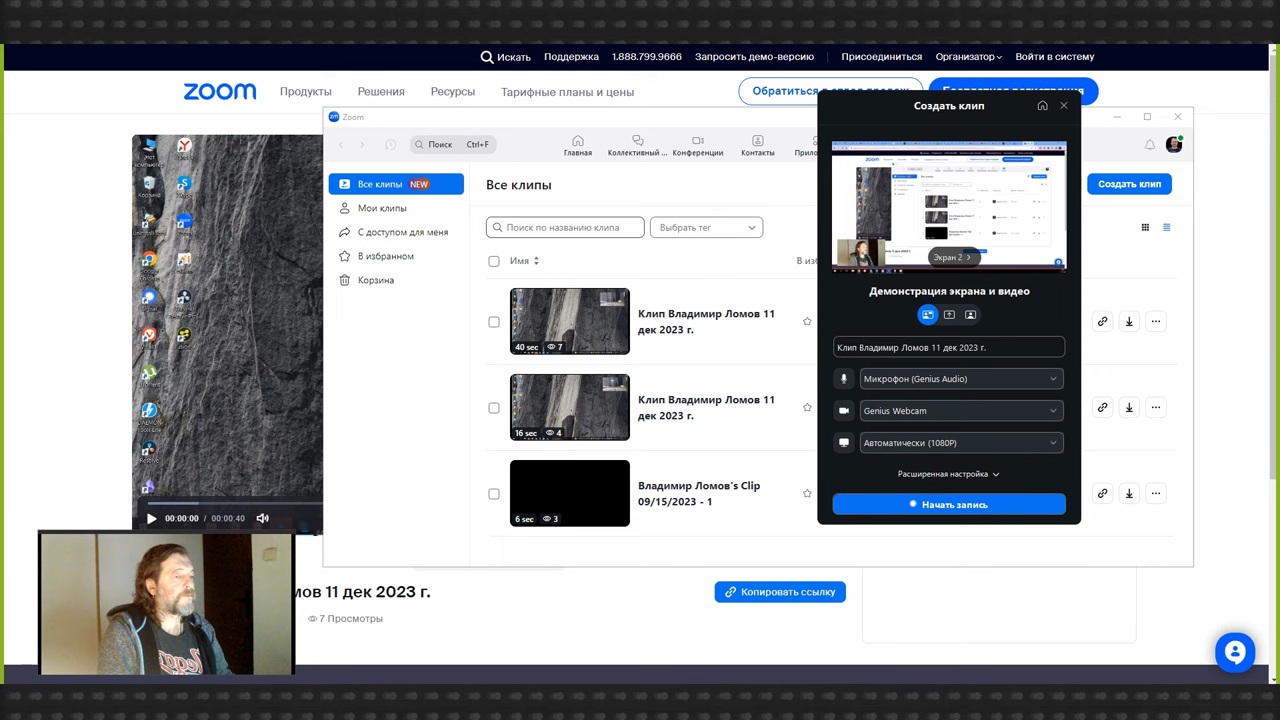 Искать
Поддержка
1.888.799.9666
Запросить демо-версию
Присоединиться
Организатор
Войти в систему
zoom
Продукты
Решения
Ресурсы
Тарифные планы и цены
Zoom
Поиск Ctrl+F
Главная
Коллективный ...
Конференции
Контакты
Все клипы NEW
Мои клипы
С доступом для меня
В избранном
Корзина
Все клипы
Создать клип
Поиск по названию клипа
Выбрать тег
Имя
Клип Владимир Ломов 11
дек 2023 г.
40 sec 7
Клип Владимир Ломов 11
дек 2023 г.
16 sec 4
Владимир Ломов's Clip
09/15/2023 - 1
6 sec 3
Создать клип
Экран 2
Демонстрация экрана и видео
Клип Владимир Ломов 11 дек 2023 г.
Микрофон (Genius Audio)
Genius Webcam
Автоматически (1080P)
Расширенная настройка
Начать запись
Корзина
00:00:00 / 00:00:40
11 дек 2023 г.
7 Просмотры
Копировать ссылку